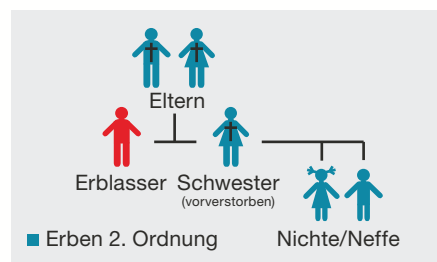 Eltern
Erblasser Schwester
(vorverstorben)
Erben 2. Ordnung Nichte/Neffe